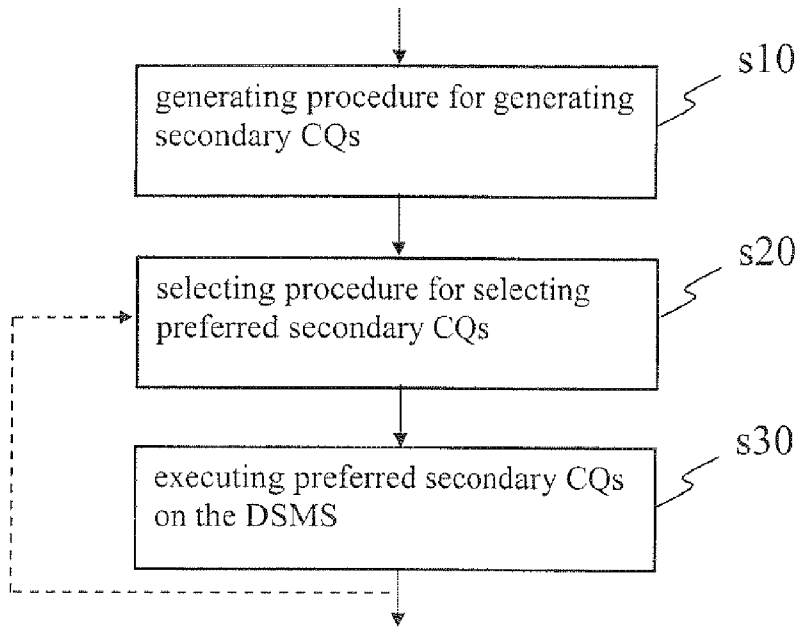 s10
generating procedure for generating
secondary CQs
s20
selecting procedure for selecting
preferred secondary CQs
s30
executing preferred secondary CQs
on the DSMS